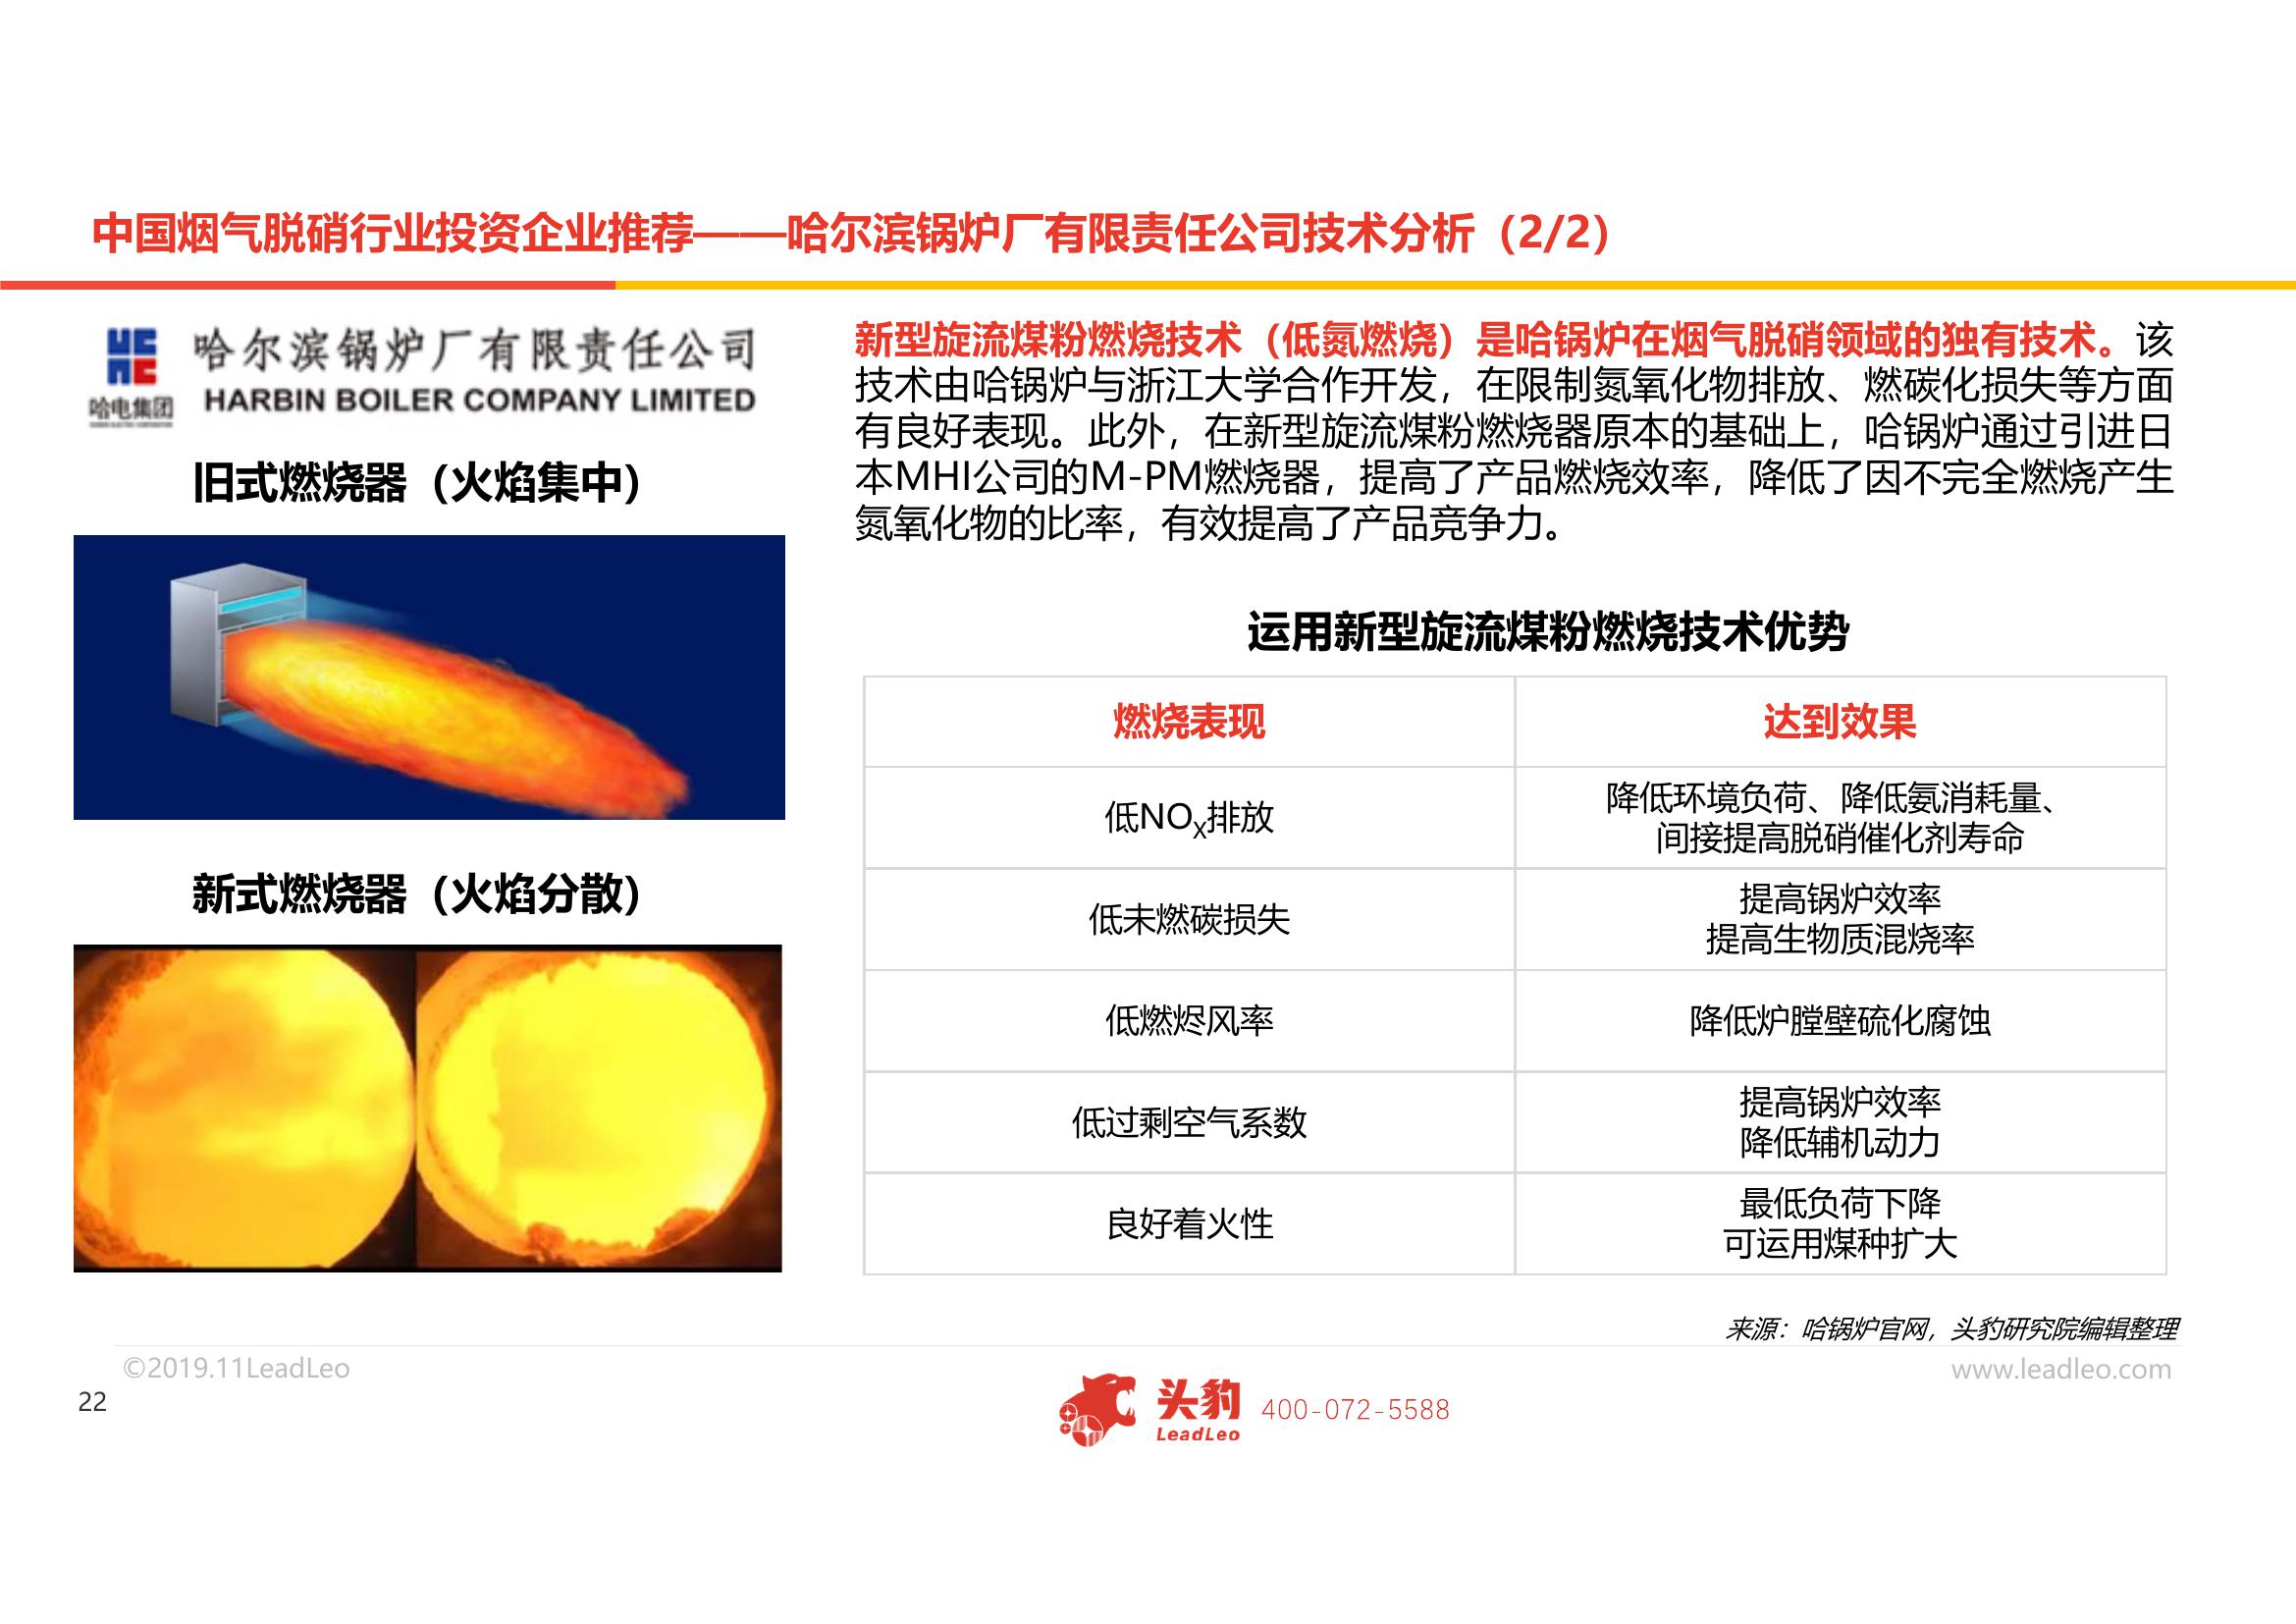 中国烟气脱硝行业投资企业推荐——哈尔滨锅炉厂有限责任公司技术分析（2/2）
哈电集团
哈尔滨锅炉厂有限责任公司
HARBIN BOILER COMPANY LIMITED
旧式燃烧器（火焰集中）
新式燃烧器（火焰分散）
新型旋流煤粉燃烧技术（低氮燃烧）是哈锅炉在烟气脱硝领域的独有技术。该
技术由哈锅炉与浙江大学合作开发，在限制氮氧化物排放、燃碳化损失等方面
有良好表现。此外，在新型旋流煤粉燃烧器原本的基础上，哈锅炉通过引进日
本MHI公司的M-PM燃烧器，提高了产品燃烧效率，降低了因不完全燃烧产生
氮氧化物的比率，有效提高了产品竞争力。
运用新型旋流煤粉燃烧技术优势
燃烧表现
达到效果
低NOX排放
降低环境负荷、降低氨消耗量、
间接提高脱硝催化剂寿命
低未燃碳损失
提高锅炉效率
提高生物质混烧率
低燃烬风率
降低炉膛壁硫化腐蚀
低过剩空气系数
提高锅炉效率
降低辅机动力
良好着火性
最低负荷下降
可运用煤种扩大
来源：哈锅炉官网，头豹研究院编辑整理
©2019.11LeadLeo
www.leadleo.com
22
头豹
LeadLeo
400-072-5588